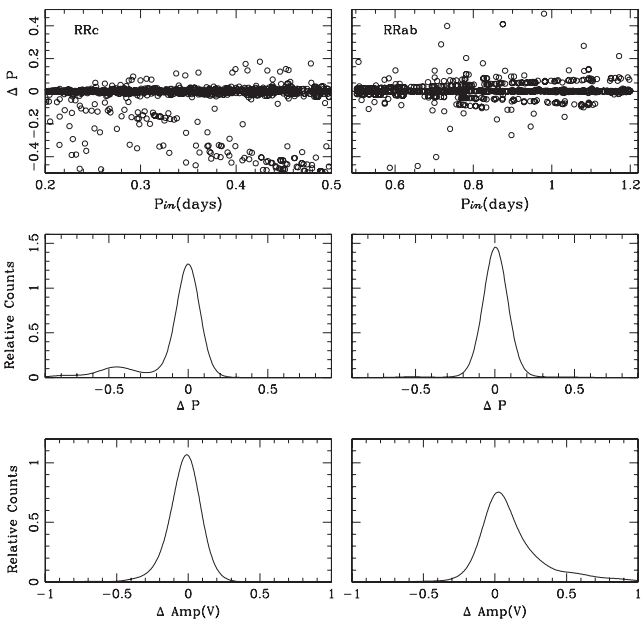 RRc
RRab
0.4
0.2
0
−0.2
−0.4
Δ P
0.2 0.3 0.4 0.5
0.6 0.8 1 1.2
Pin(days)
Pin(days)
1.5
1
0.5
0
Relative Counts
−0.5 0 0.5
−0.5 0 0.5
Δ P
Δ P
1
0.5
0
Relative Counts
−1 −0.5 0 0.5 1
−0.5 0 0.5 1
Δ Amp(V)
Δ Amp(V)